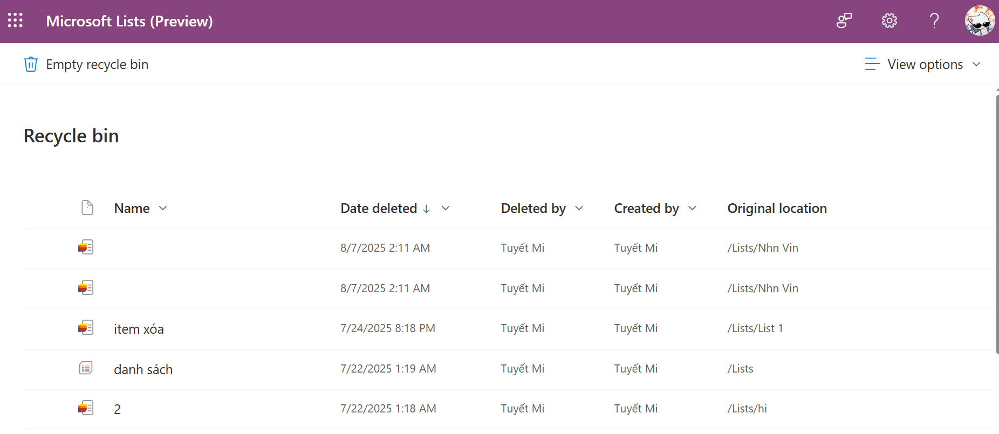 Microsoft Lists (Preview)
Empty recycle bin View options
Recycle bin
Name Date deleted Deleted by Created by Original location
8/7/2025 2:11 AM Tuyết Mi Tuyết Mi /Lists/Nhn Vin
8/7/2025 2:11 AM Tuyết Mi Tuyết Mi /Lists/Nhn Vin
item xóa 7/24/2025 8:18 PM Tuyết Mi Tuyết Mi /Lists/List 1
danh sách 7/22/2025 1:19 AM Tuyết Mi Tuyết Mi /Lists
2 7/22/2025 1:18 AM Tuyết Mi Tuyết Mi /Lists/hi